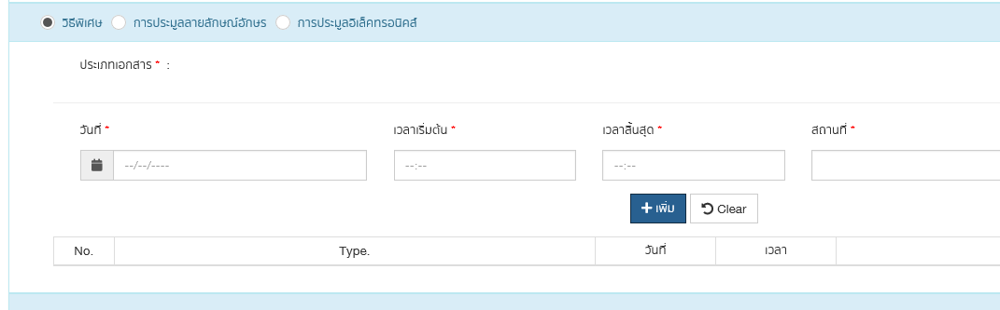 วิธีพิเศษ การประมูลลายลักษณ์อักษร การประมูลอิเล็คทรอนิคส์
ประเภทเอกสาร * :
วันที่ * เวลาเริ่มต้น * เวลาสิ้นสุด * สถานที่ *
--/--/---- --:-- --:--
เพิ่ม Clear
No. Type. วันที่ เวลา